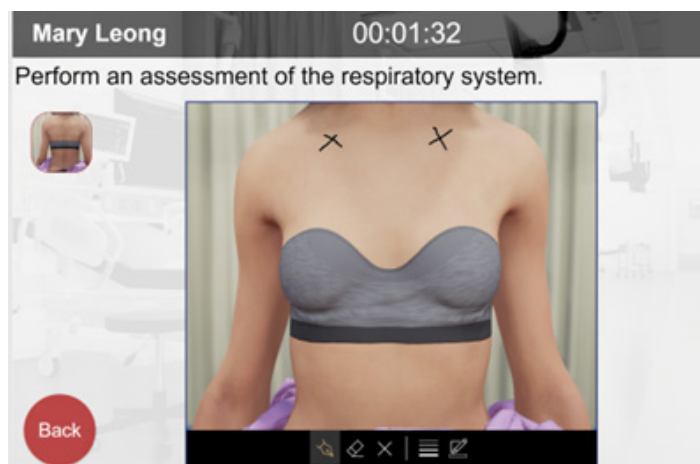 Mary Leong 00:01:32
Perform an assessment of the respiratory system.
Back